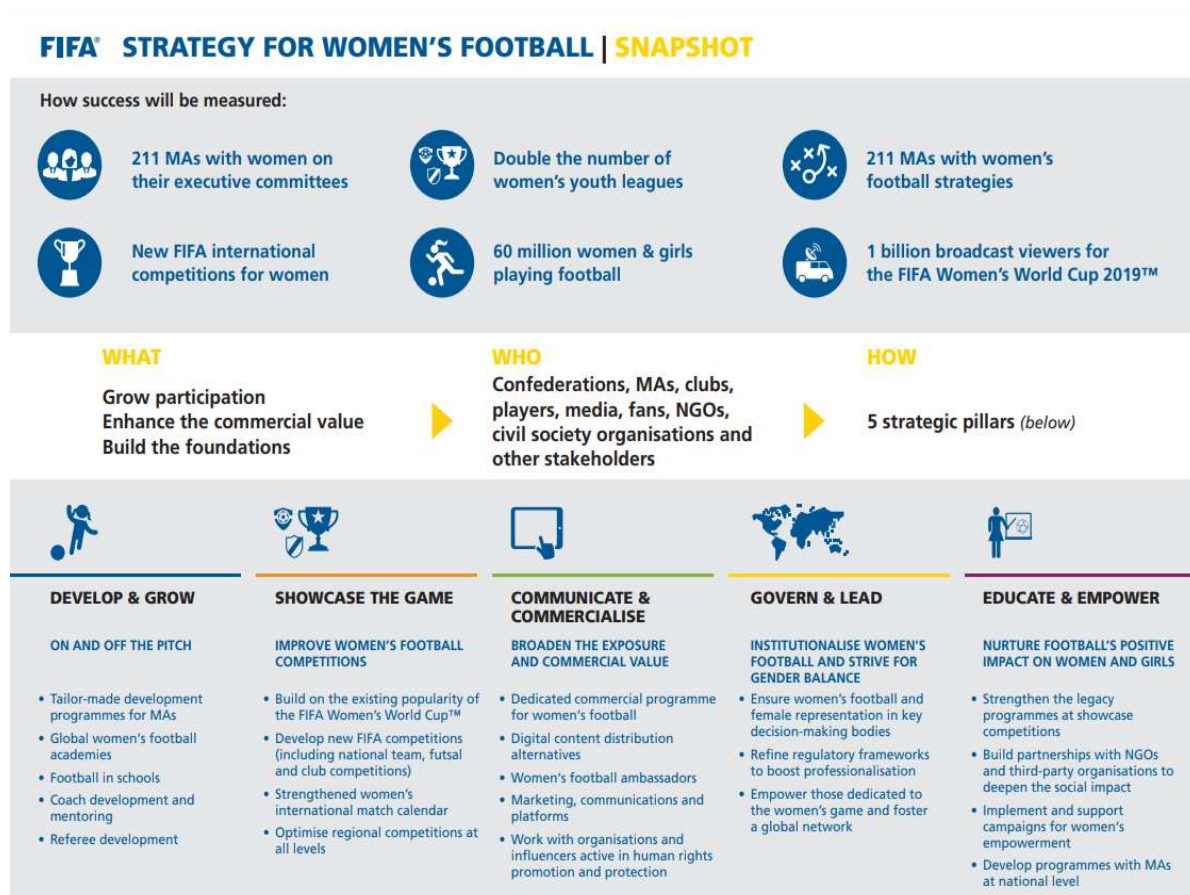 FIFA® STRATEGY FOR WOMEN'S FOOTBALL | SNAPSHOT
How success will be measured:
211 MAs with women on
their executive committees
Double the number of
women's youth leagues
211 MAs with women's
football strategies
New FIFA international
competitions for women
60 million women & girls
playing football
1 billion broadcast viewers for
the FIFA Women's World Cup 2019™
WHAT
Grow participation
Enhance the commercial value
Build the foundations
WHO
Confederations, MAs, clubs,
players, media, fans, NGOs,
civil society organisations and
other stakeholders
HOW
5 strategic pillars (below)
DEVELOP & GROW
ON AND OFF THE PITCH
• Tailor-made development
programmes for MAs
• Global women's football
academies
• Football in schools
• Coach development and
mentoring
• Referee development
SHOWCASE THE GAME
IMPROVE WOMEN'S FOOTBALL
COMPETITIONS
• Build on the existing popularity of
the FIFA Women's World Cup™
• Develop new FIFA competitions
(including national team, futsal
and club competitions)
• Strengthened women's
international match calendar
• Optimise regional competitions at
all levels
COMMUNICATE &
COMMERCIALISE
BROADEN THE EXPOSURE
AND COMMERCIAL VALUE
• Dedicated commercial programme
for women's football
• Digital content distribution
alternatives
• Women's football ambassadors
• Marketing, communications and
platforms
• Work with organisations and
influencers active in human rights
promotion and protection
GOVERN & LEAD
INSTITUTIONALISE WOMEN'S
FOOTBALL AND STRIVE FOR
GENDER BALANCE
• Ensure women's football and
female representation in key
decision-making bodies
• Refine regulatory frameworks
to boost professionalisation
• Empower those dedicated to
the women's game and foster
a global network
EDUCATE & EMPOWER
NURTURE FOOTBALL'S POSITIVE
IMPACT ON WOMEN AND GIRLS
• Strengthen the legacy
programmes at showcase
competitions
• Build partnerships with NGOs
and third-party organisations to
deepen the social impact
• Implement and support
campaigns for women's
empowerment
• Develop programmes with MAs
at national level